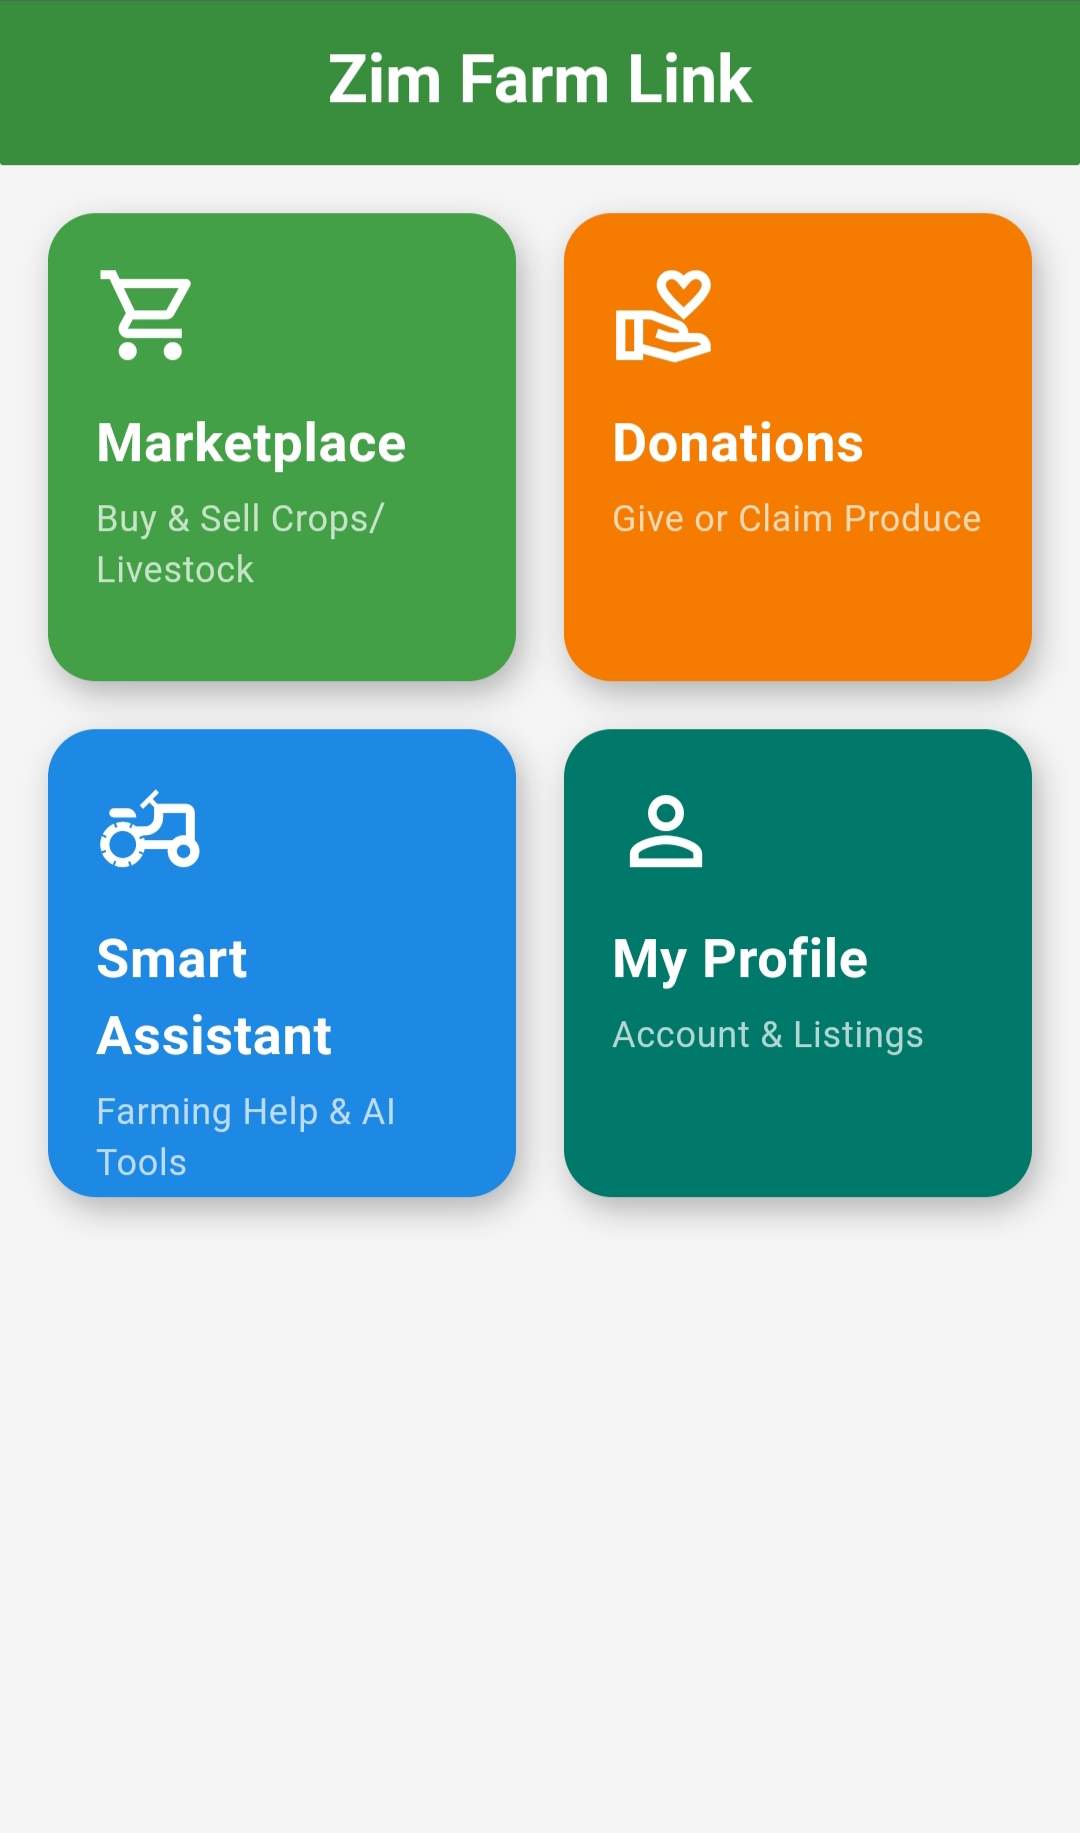 Zim Farm Link
Marketplace
Buy & Sell Crops/
Livestock
Donations
Give or Claim Produce
Smart
Assistant
Farming Help & AI
Tools
My Profile
Account & Listings